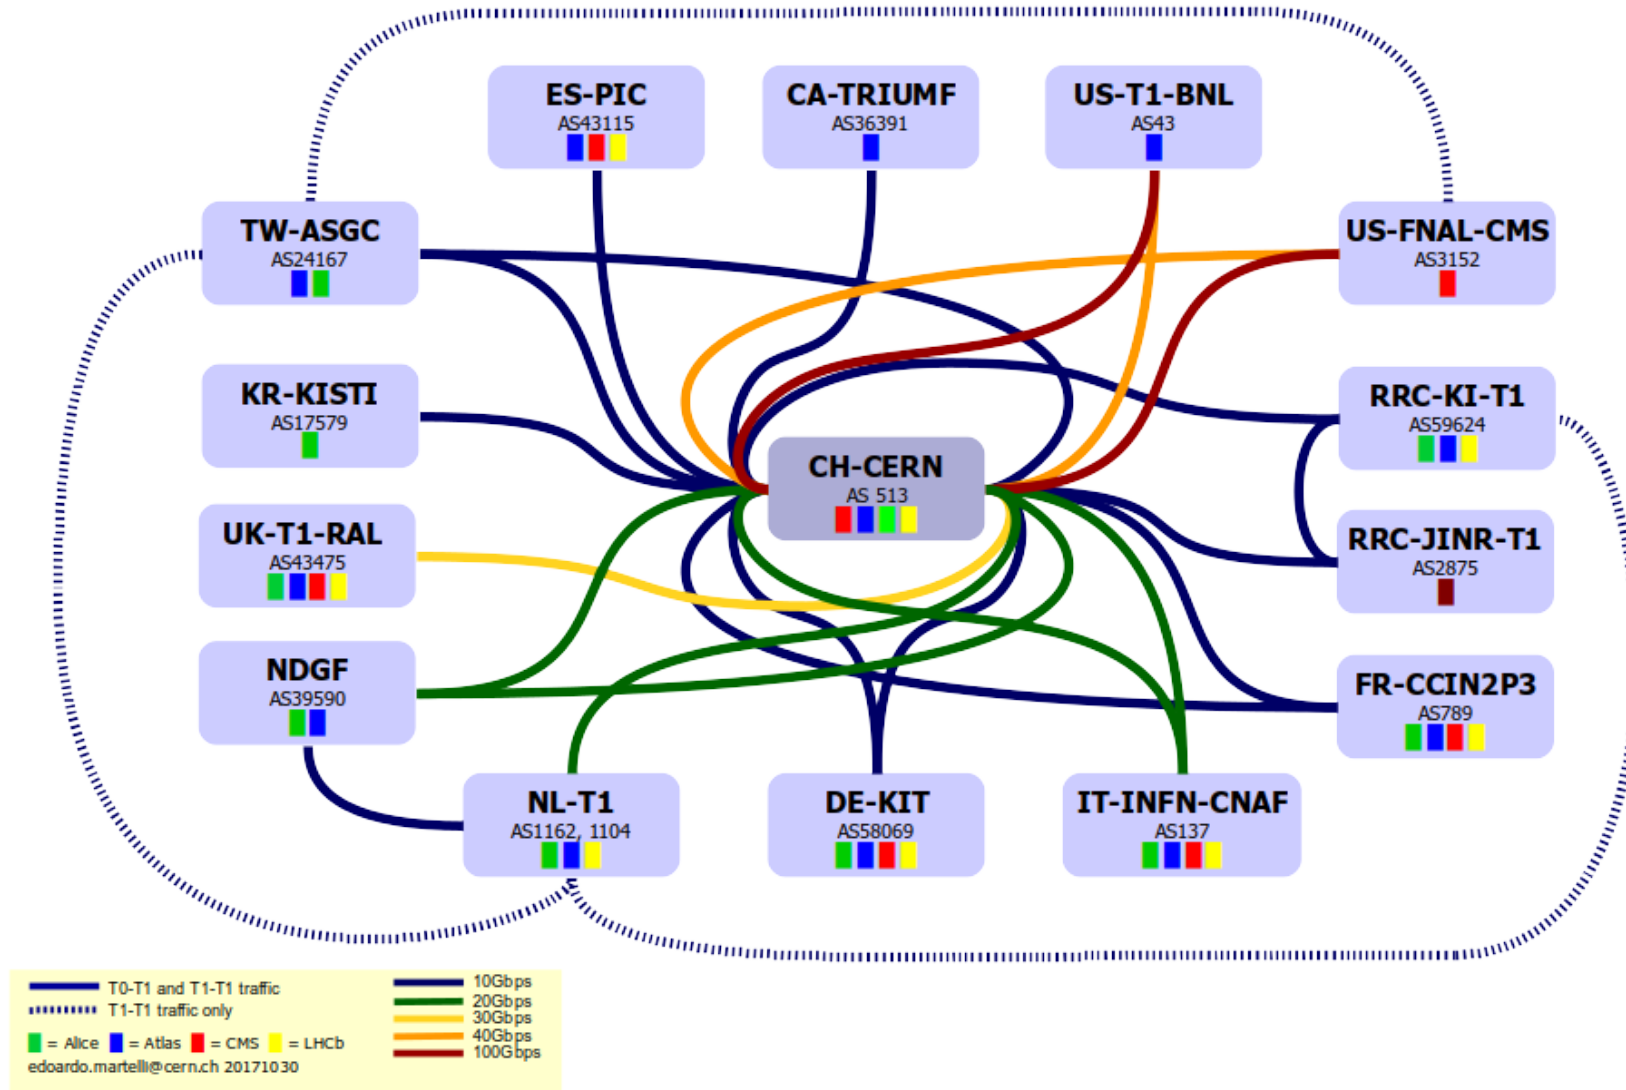 ES-PIC
AS43115
CA-TRIUMF
AS36391
US-T1-BNL
AS43
TW-ASGC
AS24167
US-FNAL-CMS
AS3152
KR-KISTI
AS17579
RRC-KI-T1
AS59624
CH-CERN
AS 513
UK-T1-RAL
AS43475
RRC-JINR-T1
AS2875
NDGF
AS39590
FR-CCIN2P3
AS789
NL-T1
AS1162, 1104
DE-KIT
AS58069
IT-INFN-CNAF
AS137
T0-T1 and T1-T1 traffic
T1-T1 traffic only
= Alice = Atlas = CMS = LHCb
edoardo.martelli@cern.ch 20171030
10Gbps
20Gbps
30Gbps
40Gbps
100Gbps